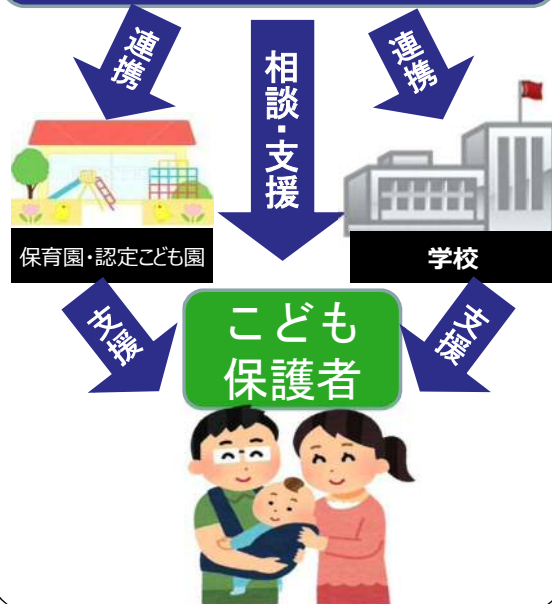 連携
相談・支援
連携
保育園・認定こども園
学校
支援
こども
保護者
支援